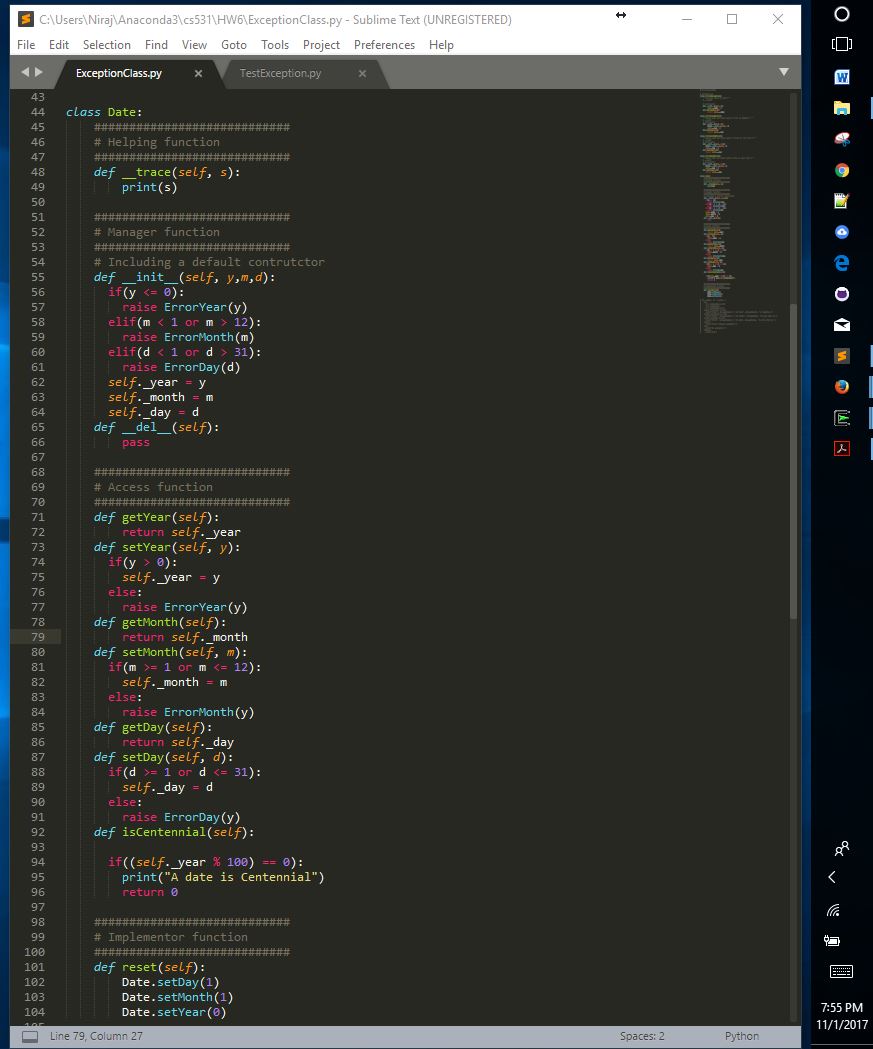 C:\Users\Niraj\Anaconda3\cs531\HW6\ExceptionClass.py - Sublime Text (UNREGISTERED)
File Edit Selection Find View Goto Tools Project Preferences Help
ExceptionClass.py TestException.py
43
44 class Date:
45 ############################
46 # Helping function
47 ############################
48 def __trace(self, s):
49 print(s)
50
51 ############################
52 # Manager function
53 ############################
54 # Including a default contrutctor
55 def __init__(self, y,m,d):
56 if(y <= 0):
57 raise ErrorYear(y)
58 elif(m < 1 or m > 12):
59 raise ErrorMonth(m)
60 elif(d < 1 or d > 31):
61 raise ErrorDay(d)
62 self._year = y
63 self._month = m
64 self._day = d
65 def __del__(self):
66 pass
67
68 ############################
69 # Access function
70 ############################
71 def getYear(self):
72 return self._year
73 def setYear(self, y):
74 if(y > 0):
75 self._year = y
76 else:
77 raise ErrorYear(y)
78 def getMonth(self):
79 return self._month
80 def setMonth(self, m):
81 if(m >= 1 or m <= 12):
82 self._month = m
83 else:
84 raise ErrorMonth(y)
85 def getDay(self):
86 return self._day
87 def setDay(self, d):
88 if(d >= 1 or d <= 31):
89 self._day = d
90 else:
91 raise ErrorDay(y)
92 def isCentennial(self):
93
94 if((self._year % 100) == 0):
95 print("A date is Centennial")
96 return 0
97
98 ############################
99 # Implementor function
100 ############################
101 def reset(self):
102 Date.setDay(1)
103 Date.setMonth(1)
104 Date.setYear(0)
Line 79, Column 27 Spaces: 2 Python
7:55 PM
11/1/2017